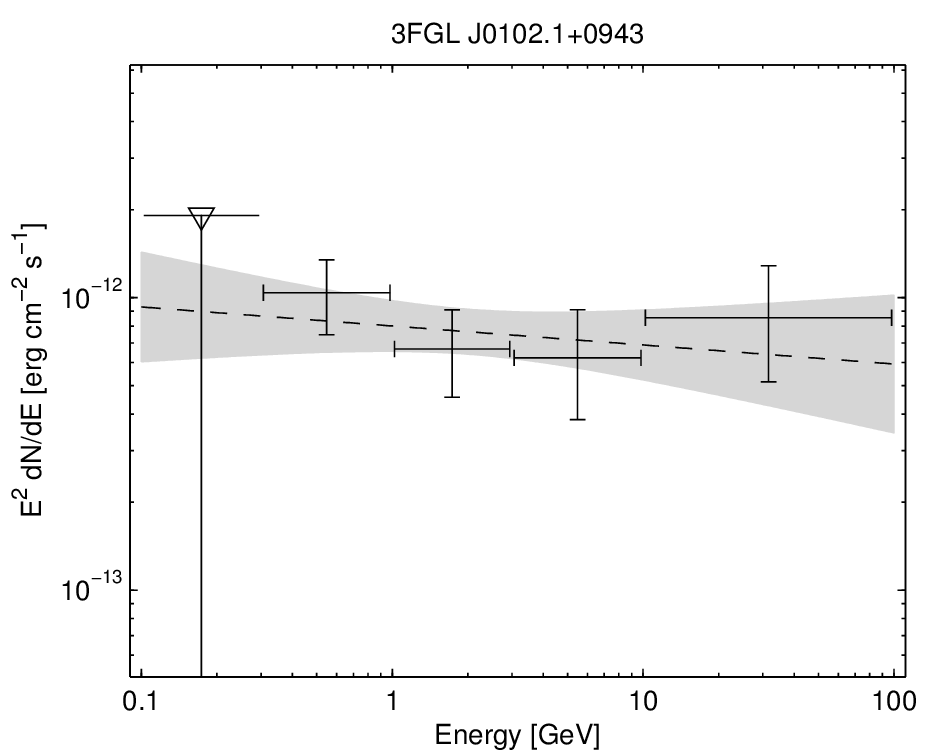 3FGL J0102.1+0943
E² dN/dE [erg cm⁻² s⁻¹]
10⁻¹²
10⁻¹³
0.1 1 10 100
Energy [GeV]